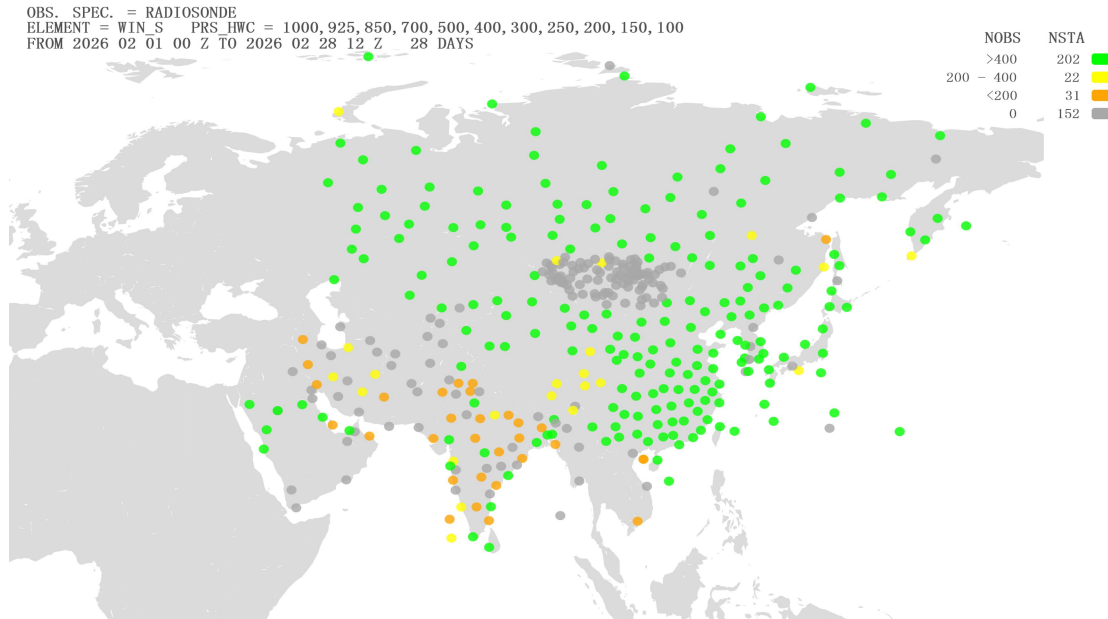 OBS. SPEC. = RADIOSONDE
ELEMENT = WIN_S PRS_HWC = 1000,925,850,700,500,400,300,250,200,150,100
FROM 2026 02 01 00 Z TO 2026 02 28 12 Z 28 DAYS
NOBS NSTA
>400 202
200 - 400 22
<200 31
0 152